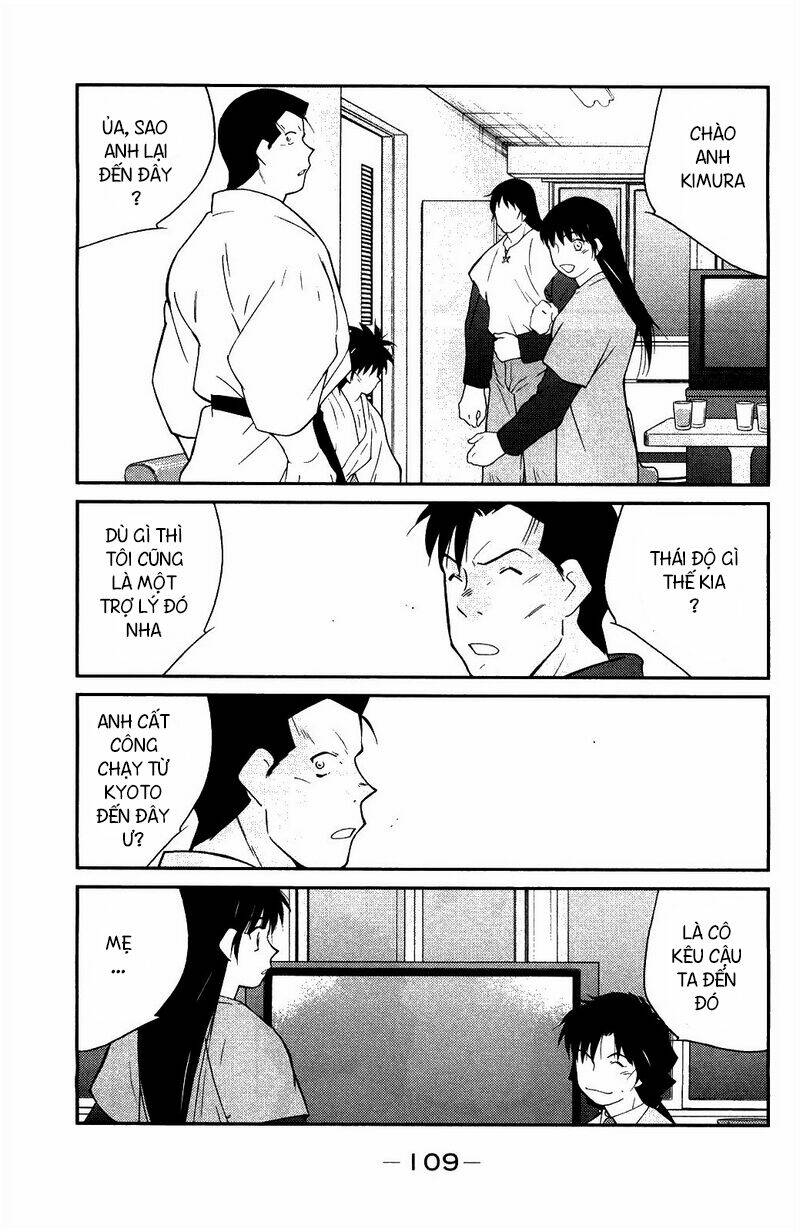 CHÀO
ANH
KIMURA
ỦA, SAO
ANH LẠI
ĐẾN ĐÂY
?
THÁI ĐỘ GÌ
THẾ KIA
?
DÙ GÌ THÌ
TÔI CŨNG
LÀ MỘT
TRỢ LÝ ĐÓ
NHA
ANH CẤT
CÔNG
CHẠY TỪ
KYOTO
ĐẾN ĐÂY
Ư?
LÀ CÔ
KÊU CẬU
TA ĐẾN
ĐÓ
MẸ
...
—109—